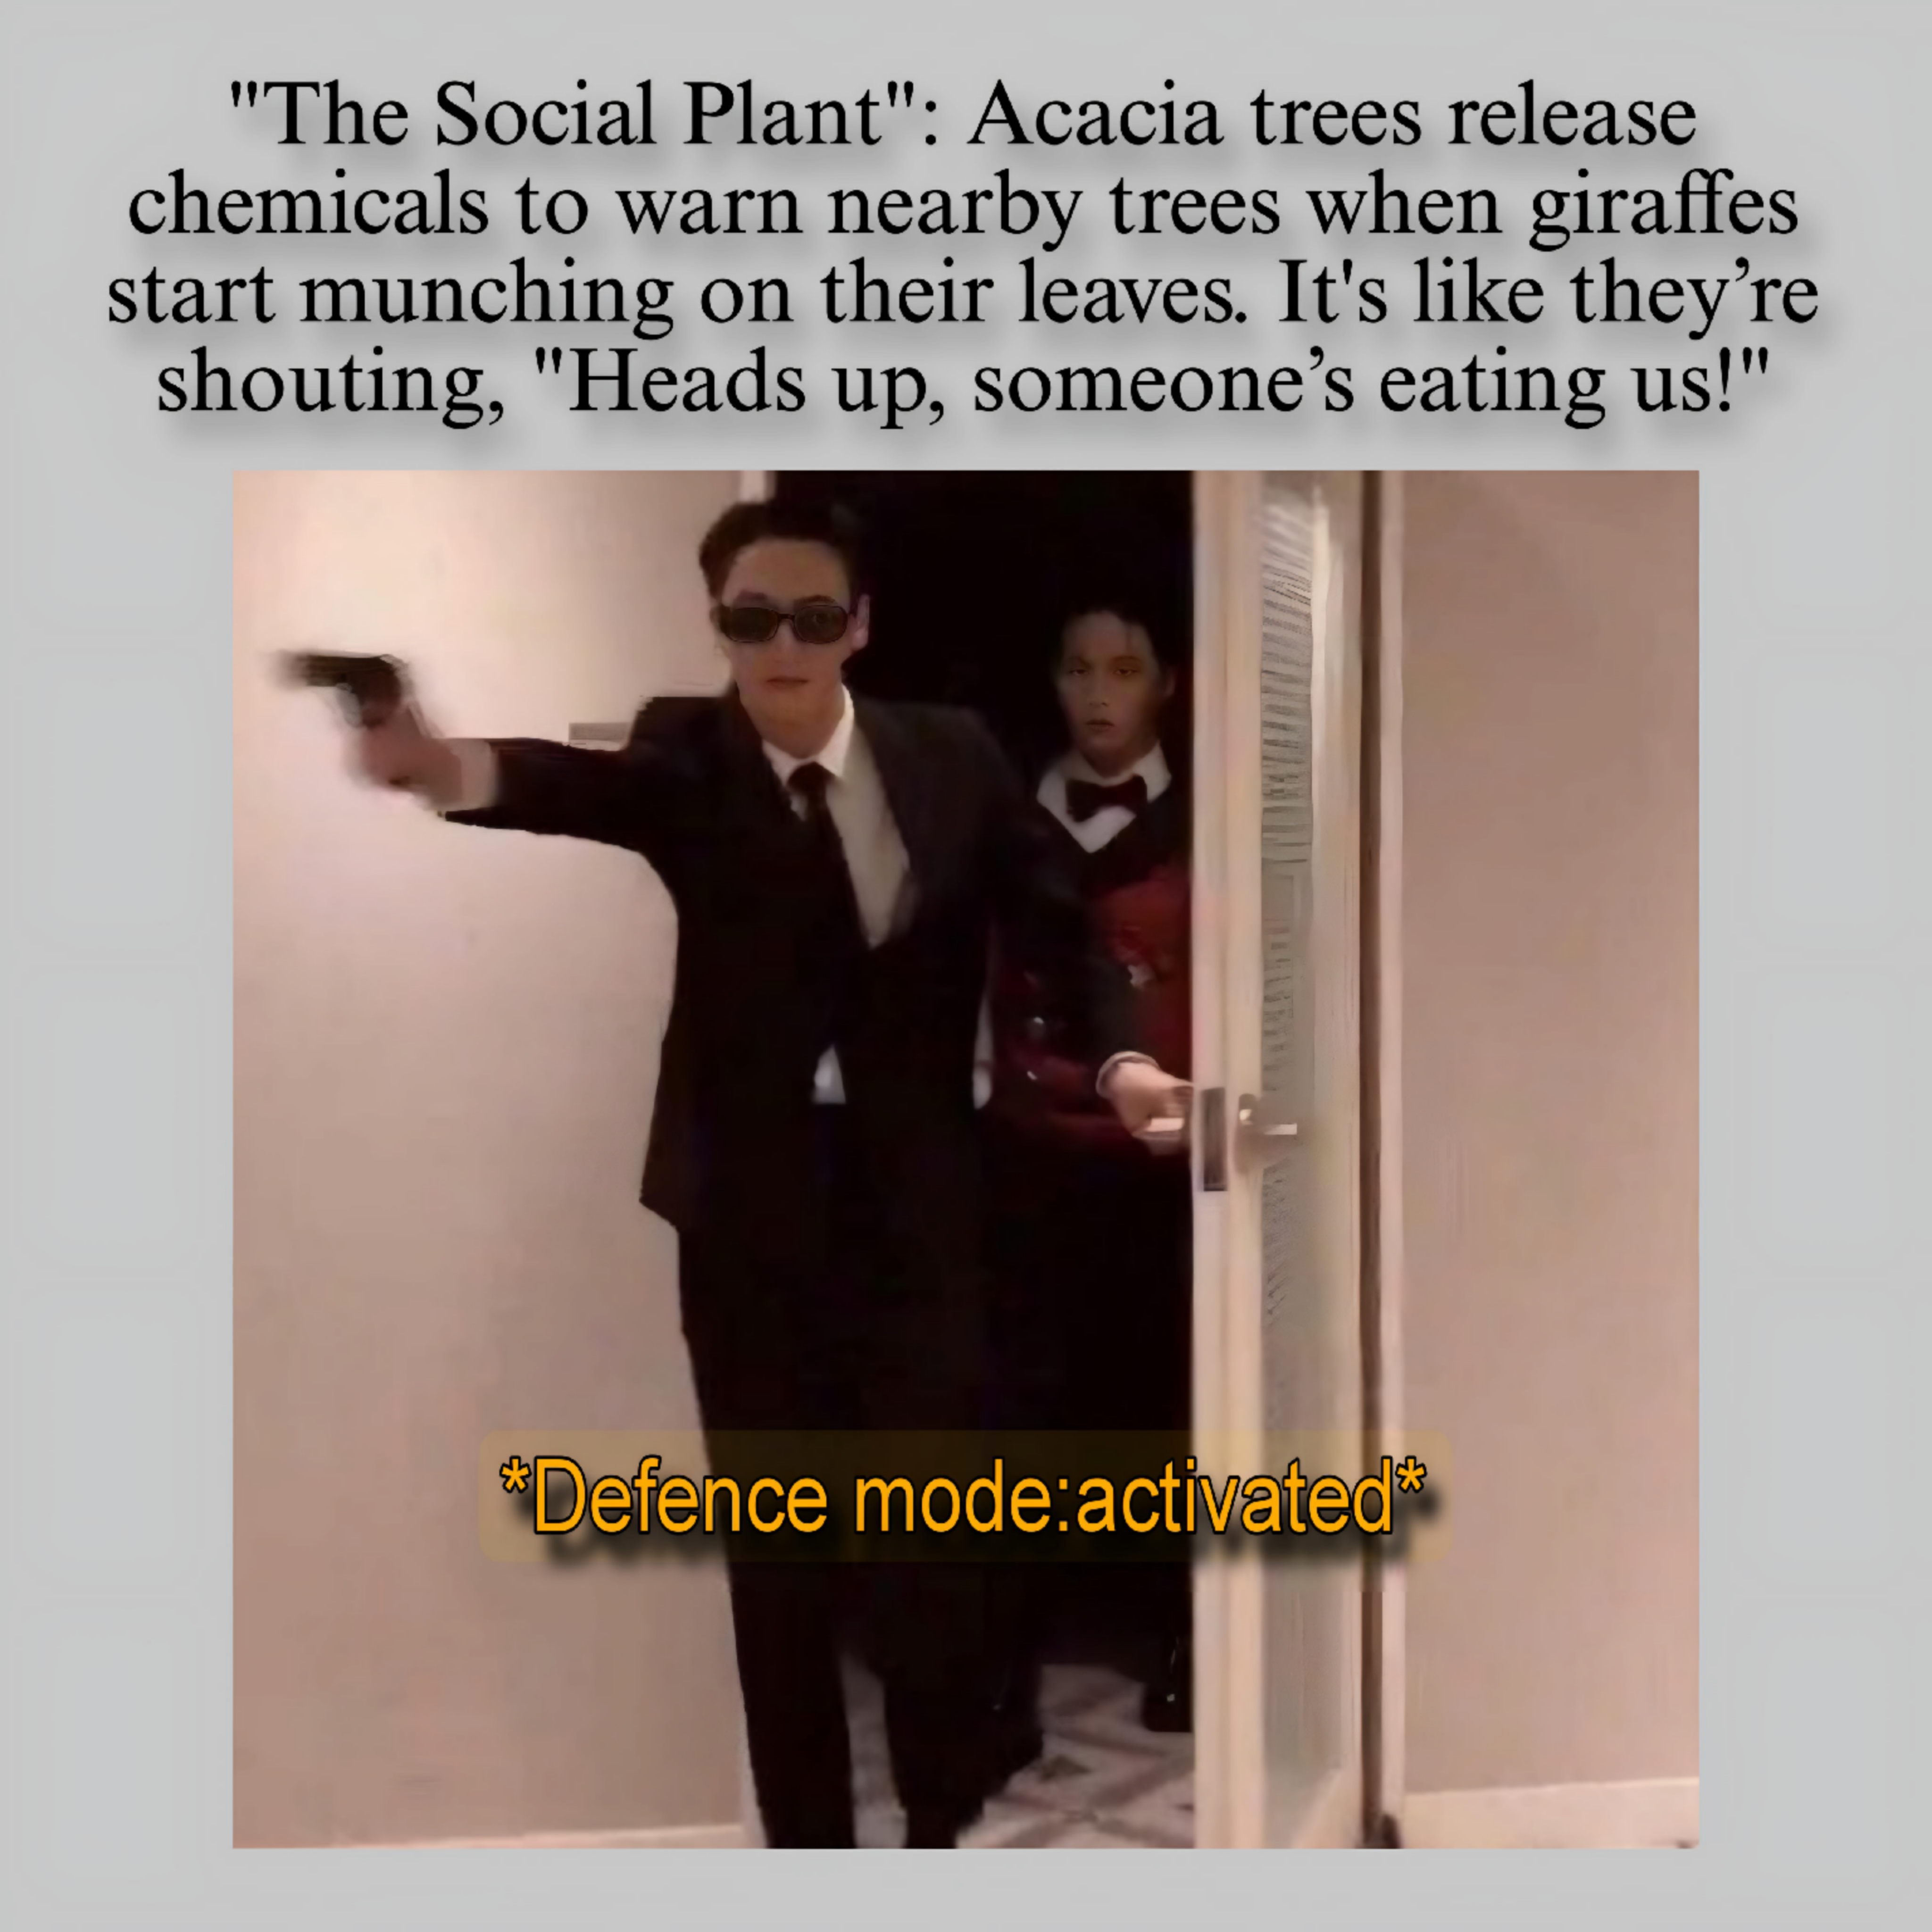 "The Social Plant": Acacia trees release
chemicals to warn nearby trees when giraffes
start munching on their leaves. It's like they’re
shouting, "Heads up, someone’s eating us!"
*Defence mode:activated*